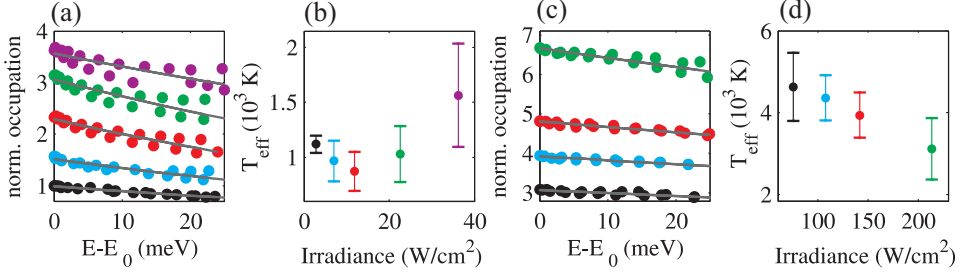 (a)
norm. occupation
4
3
2
1
0
10
20
E-E0 (meV)
(b)
Teff (10^3 K)
2
1.5
1
0
20
40
Irradiance (W/cm^2)
(c)
norm. occupation
7
6
5
4
3
0
10
20
E-E0 (meV)
(d)
Teff (10^3 K)
6
4
2
100
150
200
Irradiance (W/cm^2)